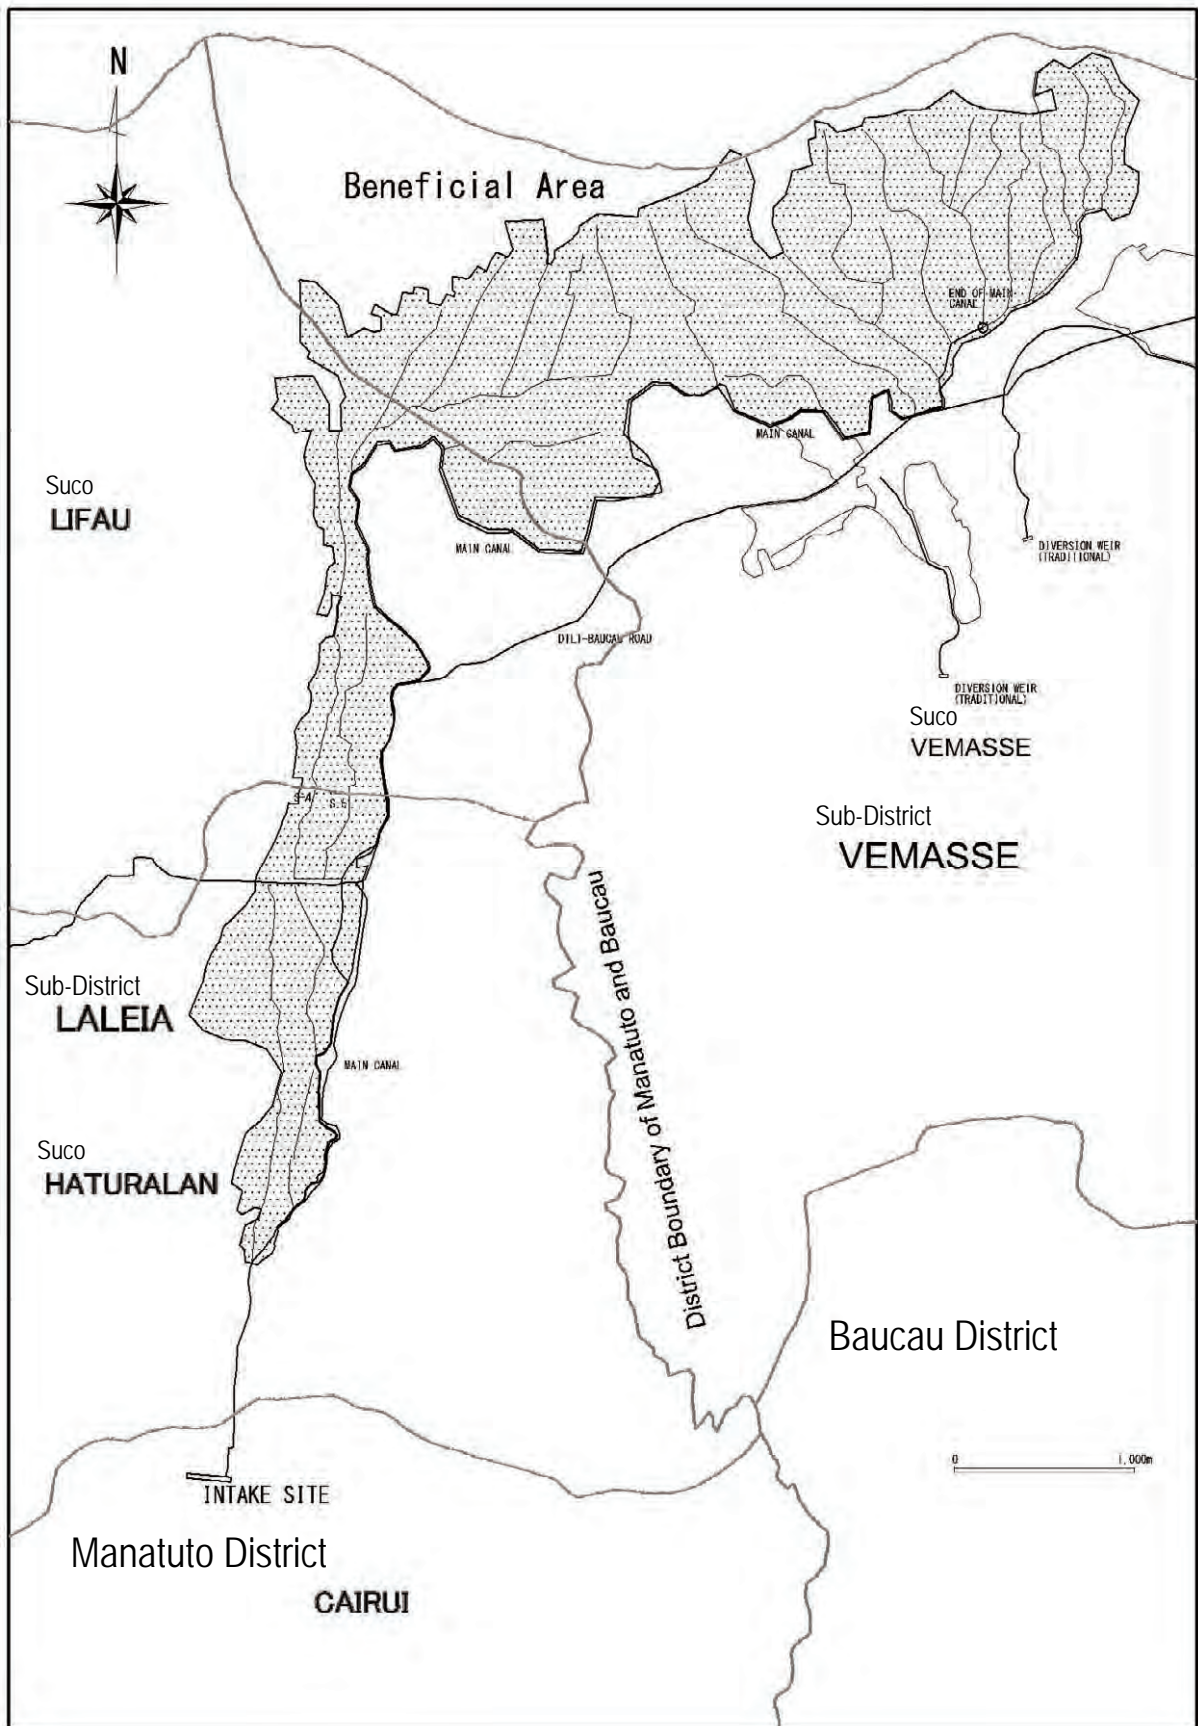 N
Beneficial Area
END OF MAIN
CANAL
MAIN CANAL
Suco
LIFAU
MAIN CANAL
DIVERSION WEIR
(TRADITIONAL)
DILI-BAUCAU ROAD
DIVERSION WEIR
(TRADITIONAL)
Suco
VEMASSE
S-4
S.5
Sub-District
VEMASSE
District Boundary of Manatuto and Baucau
Sub-District
LALEIA
MAIN CANAL
Suco
HATURALAN
Baucau District
0 1,000m
INTAKE SITE
Manatuto District
CAIRUI